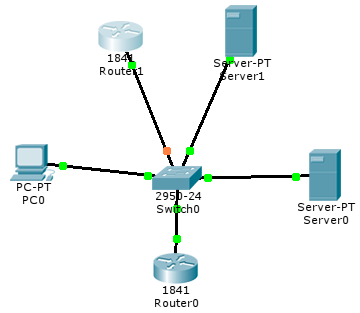 1841
Router1
Server-PT
Server1
PC-PT
PC0
2950-24
Switch0
Server-PT
Server0
1841
Router0